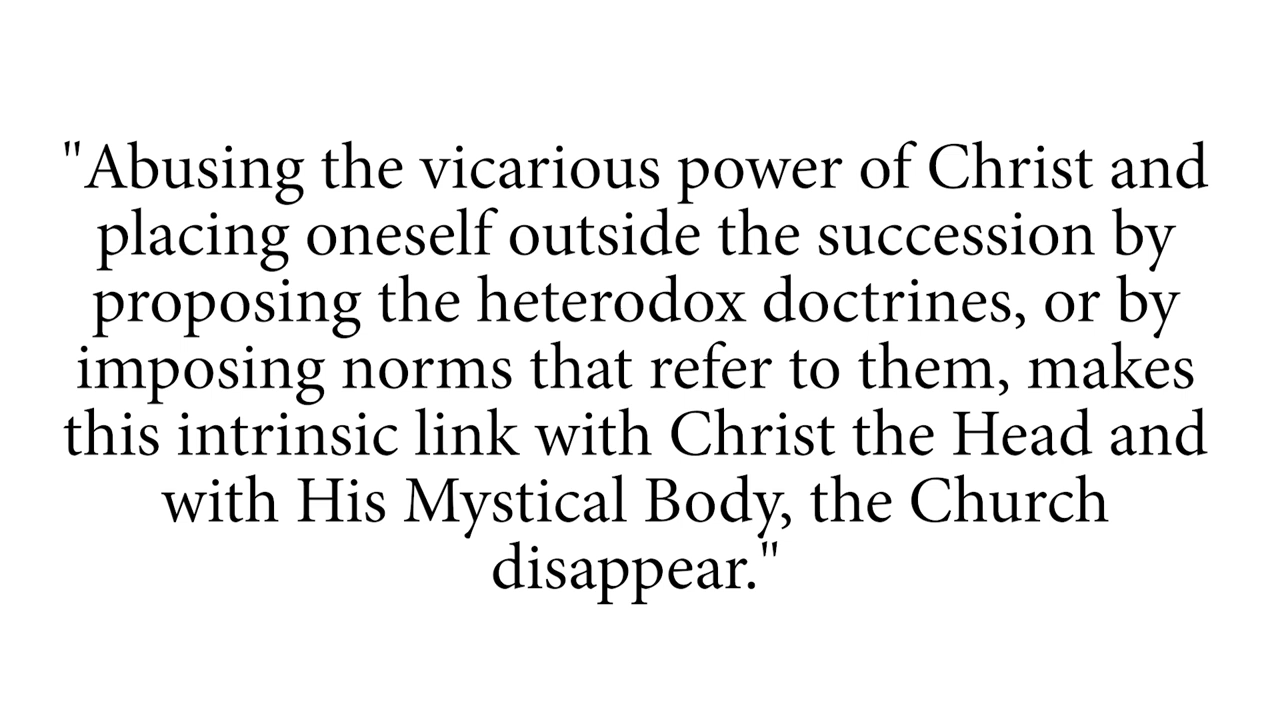 "Abusing the vicarious power of Christ and
placing oneself outside the succession by
proposing the heterodox doctrines, or by
imposing norms that refer to them, makes
this intrinsic link with Christ the Head and
with His Mystical Body, the Church
disappear."